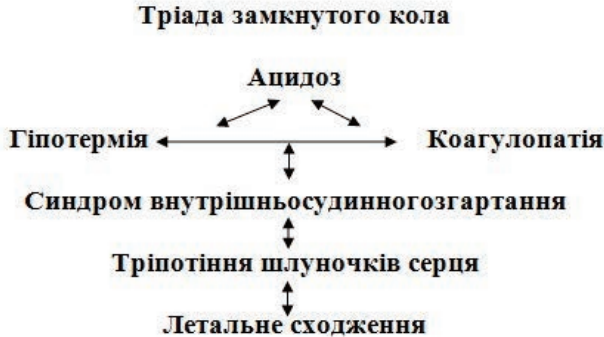 Тріада замкнутого кола
Ацидоз
Гіпотермія Коагулопатія
Синдром внутрішньосудинногозгартання
Тріпотіння шлуночків серця
Летальне сходження